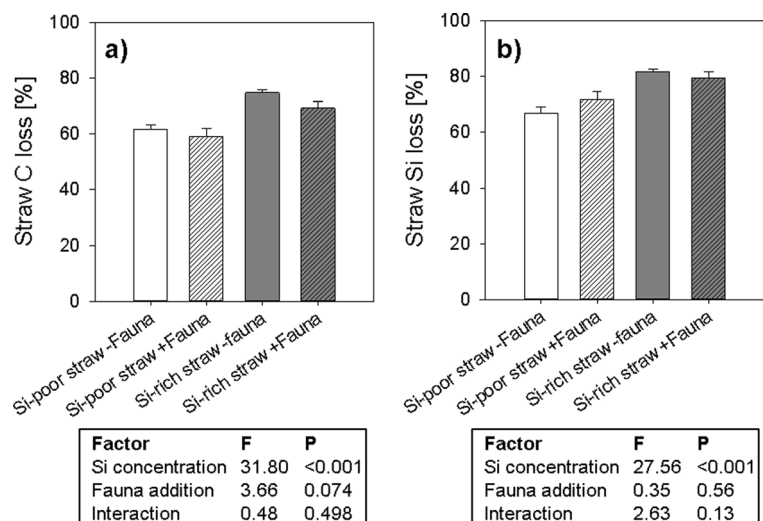 a)
Straw C loss [%]
100
80
60
40
20
0
Si-poor straw-Fauna
Si-poor straw+Fauna
Si-rich straw-fauna
Si-rich straw+Fauna
Factor F P
Si concentration 31.80 <0.001
Fauna addition 3.66 0.074
Interaction 0.48 0.498
b)
Straw Si loss [%]
100
80
60
40
20
0
Si-poor straw-Fauna
Si-poor straw+Fauna
Si-rich straw-fauna
Si-rich straw+Fauna
Factor F P
Si concentration 27.56 <0.001
Fauna addition 0.35 0.56
Interaction 2.63 0.13